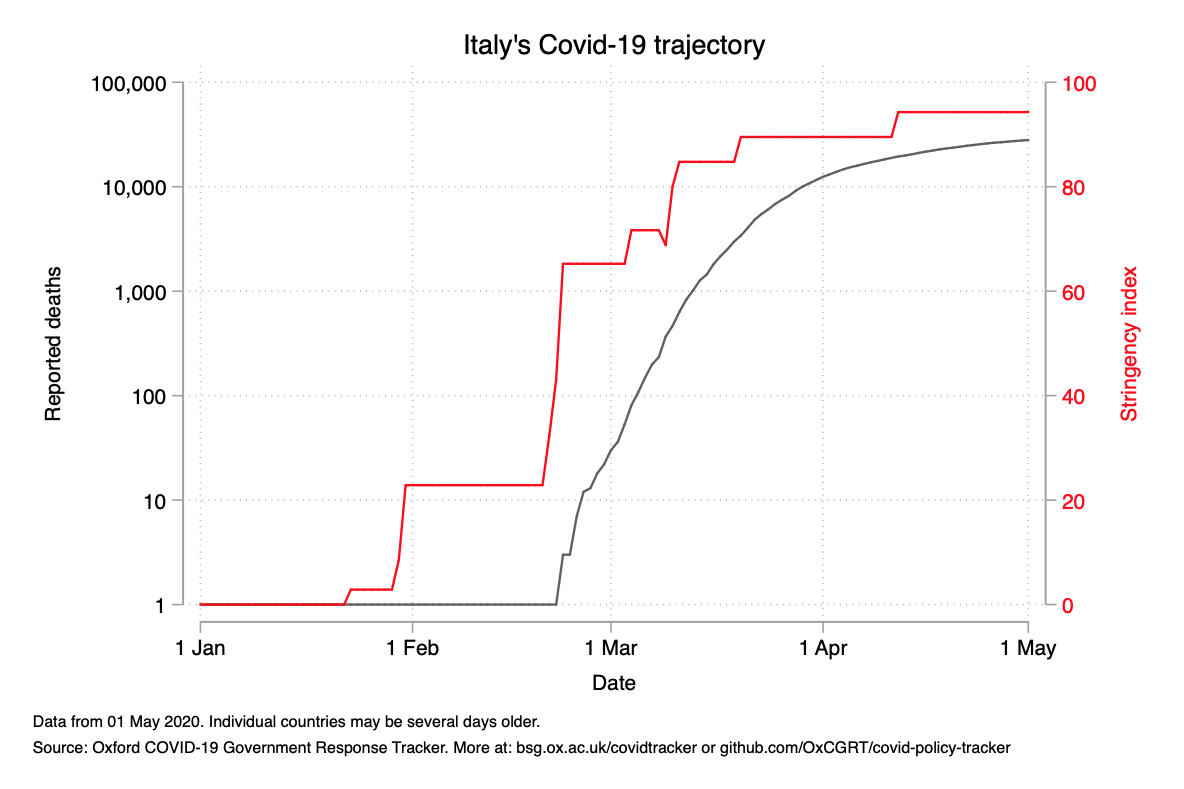 Italy's Covid-19 trajectory
100,000
10,000
1,000
100
10
1
Reported deaths
100
80
60
40
20
0
Stringency index
1 Jan
1 Feb
1 Mar
1 Apr
1 May
Date
Data from 01 May 2020. Individual countries may be several days older.
Source: Oxford COVID-19 Government Response Tracker. More at: bsg.ox.ac.uk/covidtracker or github.com/OxCGRT/covid-policy-tracker